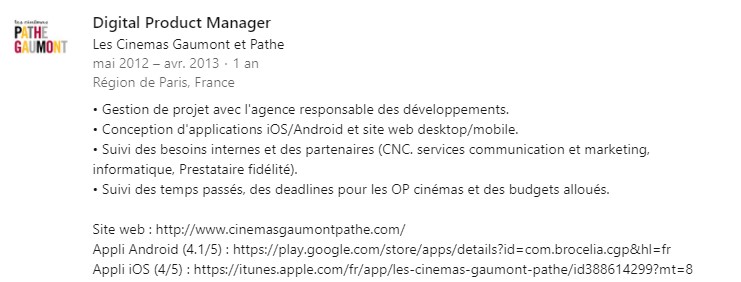 les cinémas
PATHE
GAUMONT
Digital Product Manager
Les Cinemas Gaumont et Pathe
mai 2012 – avr. 2013 · 1 an
Région de Paris, France
• Gestion de projet avec l'agence responsable des développements.
• Conception d'applications iOS/Android et site web desktop/mobile.
• Suivi des besoins internes et des partenaires (CNC. services communication et marketing,
informatique, Prestataire fidélité).
• Suivi des temps passés, des deadlines pour les OP cinémas et des budgets alloués.
Site web : http://www.cinemasgaumontpathe.com/
Appli Android (4.1/5) : https://play.google.com/store/apps/details?id=com.brocelia.cgp&hl=fr
Appli iOS (4/5) : https://itunes.apple.com/fr/app/les-cinemas-gaumont-pathe/id388614299?mt=8